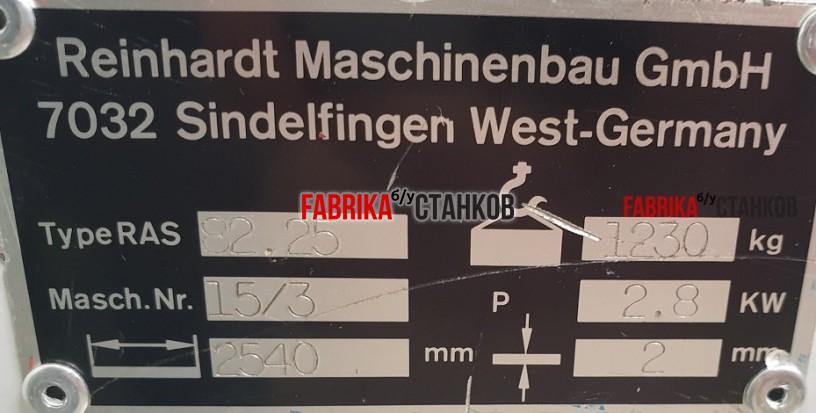 Reinhardt Maschinenbau GmbH
7032 Sindelfingen West-Germany
FABRIKA б/у СТАНКОВ
FABRIKA б/у СТАНКОВ
Type RAS 82.25 1230 kg
Masch.Nr. 15/3 P 2.8 KW
2540 mm 2 mm